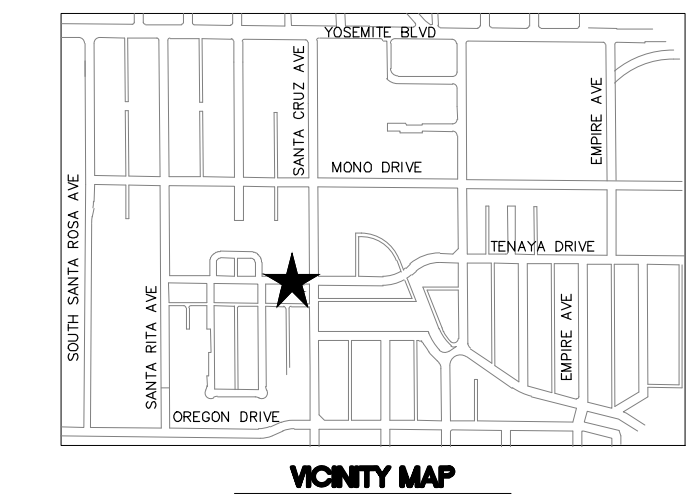 YOSEMITE BLVD
SANTA CRUZ AVE
EMPIRE AVE
MONO DRIVE
SOUTH SANTA ROSA AVE
TENAYA DRIVE
SANTA RITA AVE
EMPIRE AVE
OREGON DRIVE
VICINITY MAP